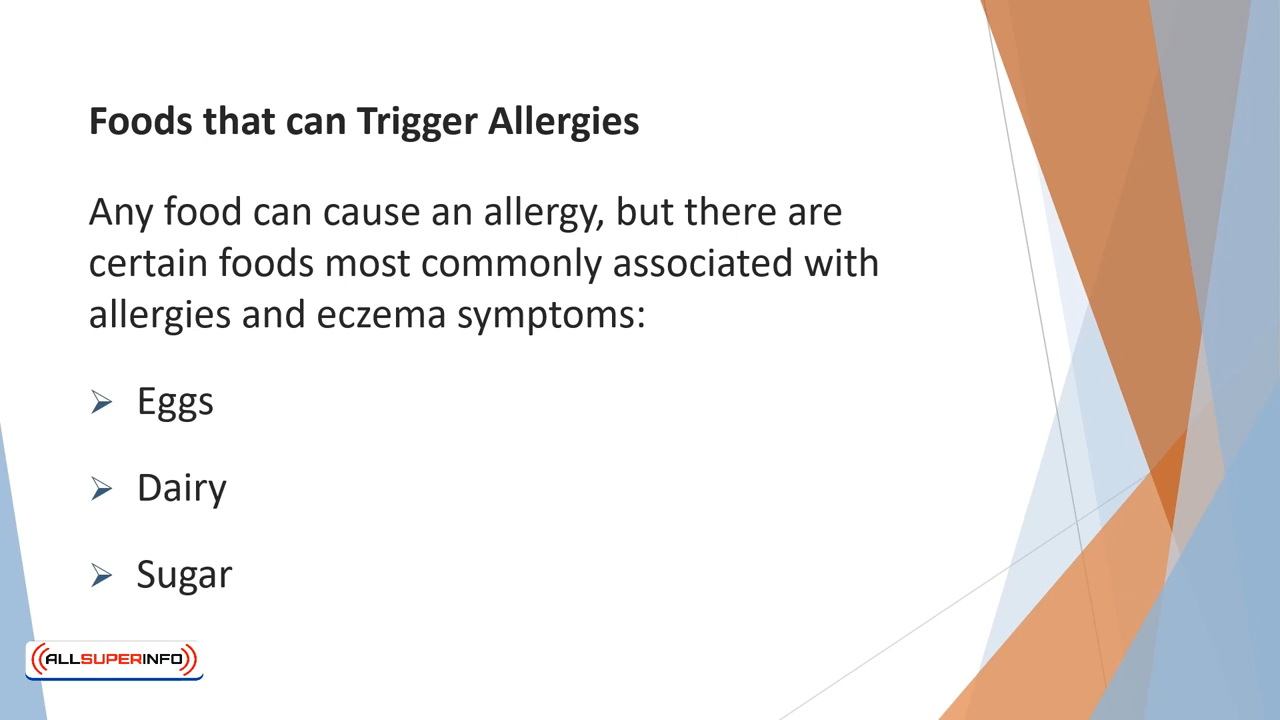 Foods that can Trigger Allergies
Any food can cause an allergy, but there are
certain foods most commonly associated with
allergies and eczema symptoms:
Eggs
Dairy
Sugar
ALLSUPERINFO